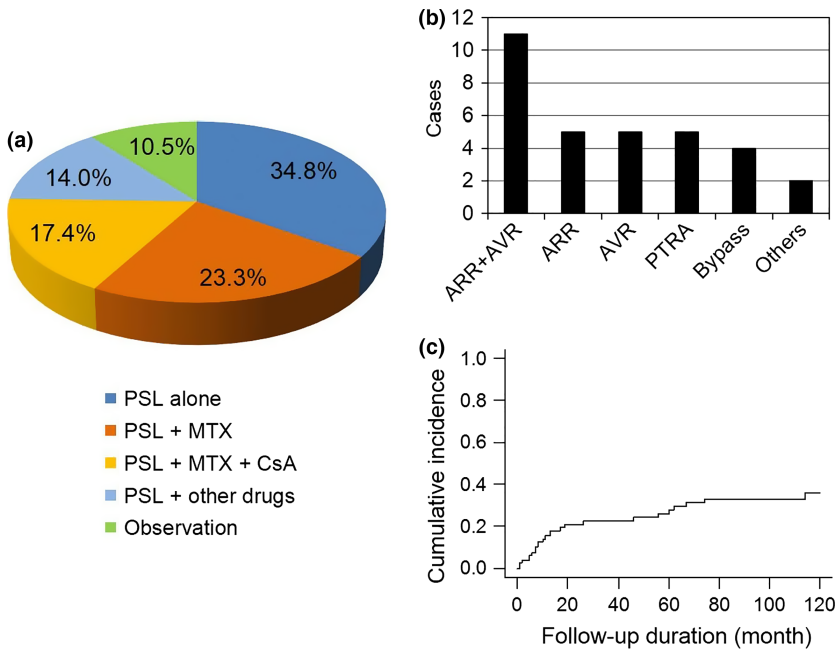 (a)
34.8%
23.3%
17.4%
14.0%
10.5%
PSL alone
PSL + MTX
PSL + MTX + CsA
PSL + other drugs
Observation
(b)
Cases
12
10
8
6
4
2
0
ARR+AVR
ARR
AVR
PTRA
Bypass
Others
(c)
Cumulative incidence
1.0
0.8
0.6
0.4
0.2
0.0
0 20 40 60 80 100 120
Follow-up duration (month)